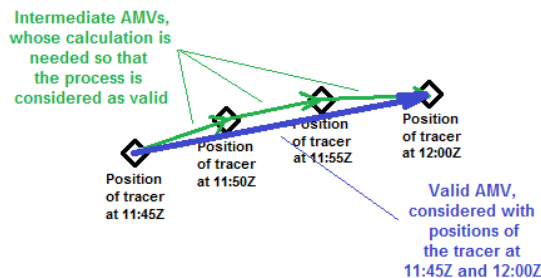 Intermediate AMVs,
whose calculation is
needed so that
the process is
considered as valid
Position
of tracer
at 11:45Z
Position
of tracer
at 11:50Z
Position
of tracer
at 11:55Z
Position
of tracer
at 12:00Z
Valid AMV,
considered with
positions of
the tracer at
11:45Z and 12:00Z